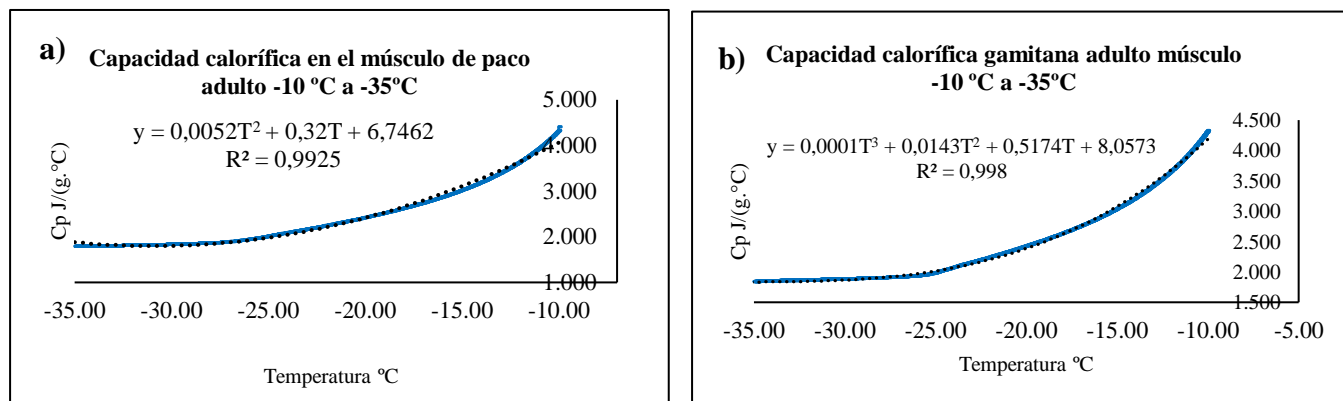 a)
Capacidad calorífica en el músculo de paco
adulto -10 ºC a -35ºC
y = 0,0052T² + 0,32T + 6,7462
R² = 0,9925
Cp J/(g.°C)
5.000
4.000
3.000
2.000
1.000
-35.00 -30.00 -25.00 -20.00 -15.00 -10.00
Temperatura ºC
b)
Capacidad calorífica gamitana adulto músculo
-10 ºC a -35ºC
y = 0,0001T³ + 0,0143T² + 0,5174T + 8,0573
R² = 0,998
Cp J/(g.°C)
4.500
4.000
3.500
3.000
2.500
2.000
1.500
-35.00 -30.00 -25.00 -20.00 -15.00 -10.00 -5.00
Temperatura ºC